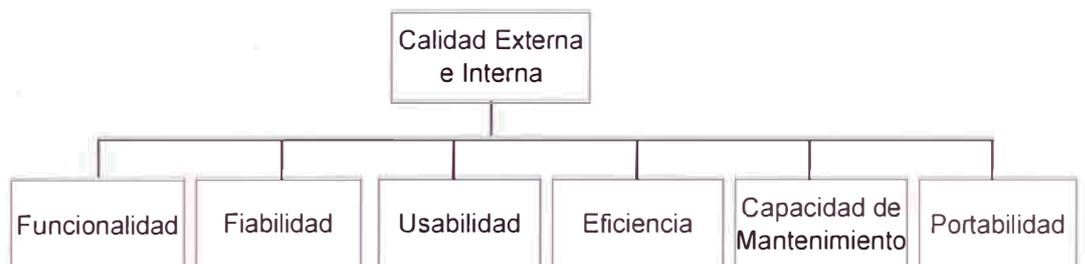 Calidad Externa
e Interna
Funcionalidad
Fiabilidad
Usabilidad
Eficiencia
Capacidad de
Mantenimiento
Portabilidad